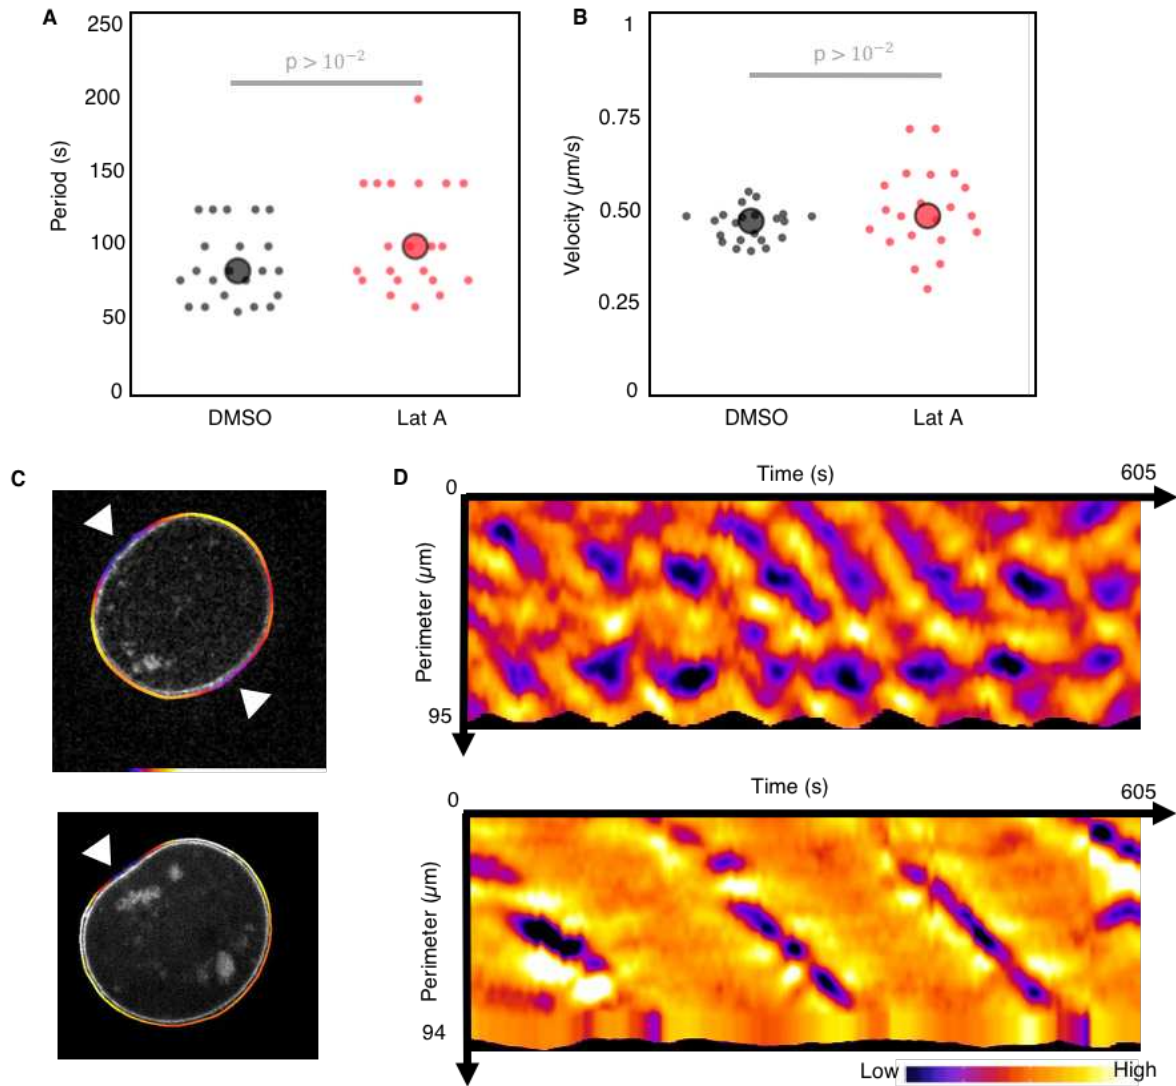 A
250
200
150
100
50
0
Period (s)
p > 10⁻²
DMSO
Lat A
B
1
0.75
0.50
0.25
0
Velocity (µm/s)
p > 10⁻²
DMSO
Lat A
C
D
0
Time (s)
605
Perimeter (µm)
95
0
Time (s)
605
Perimeter (µm)
94
Low
High